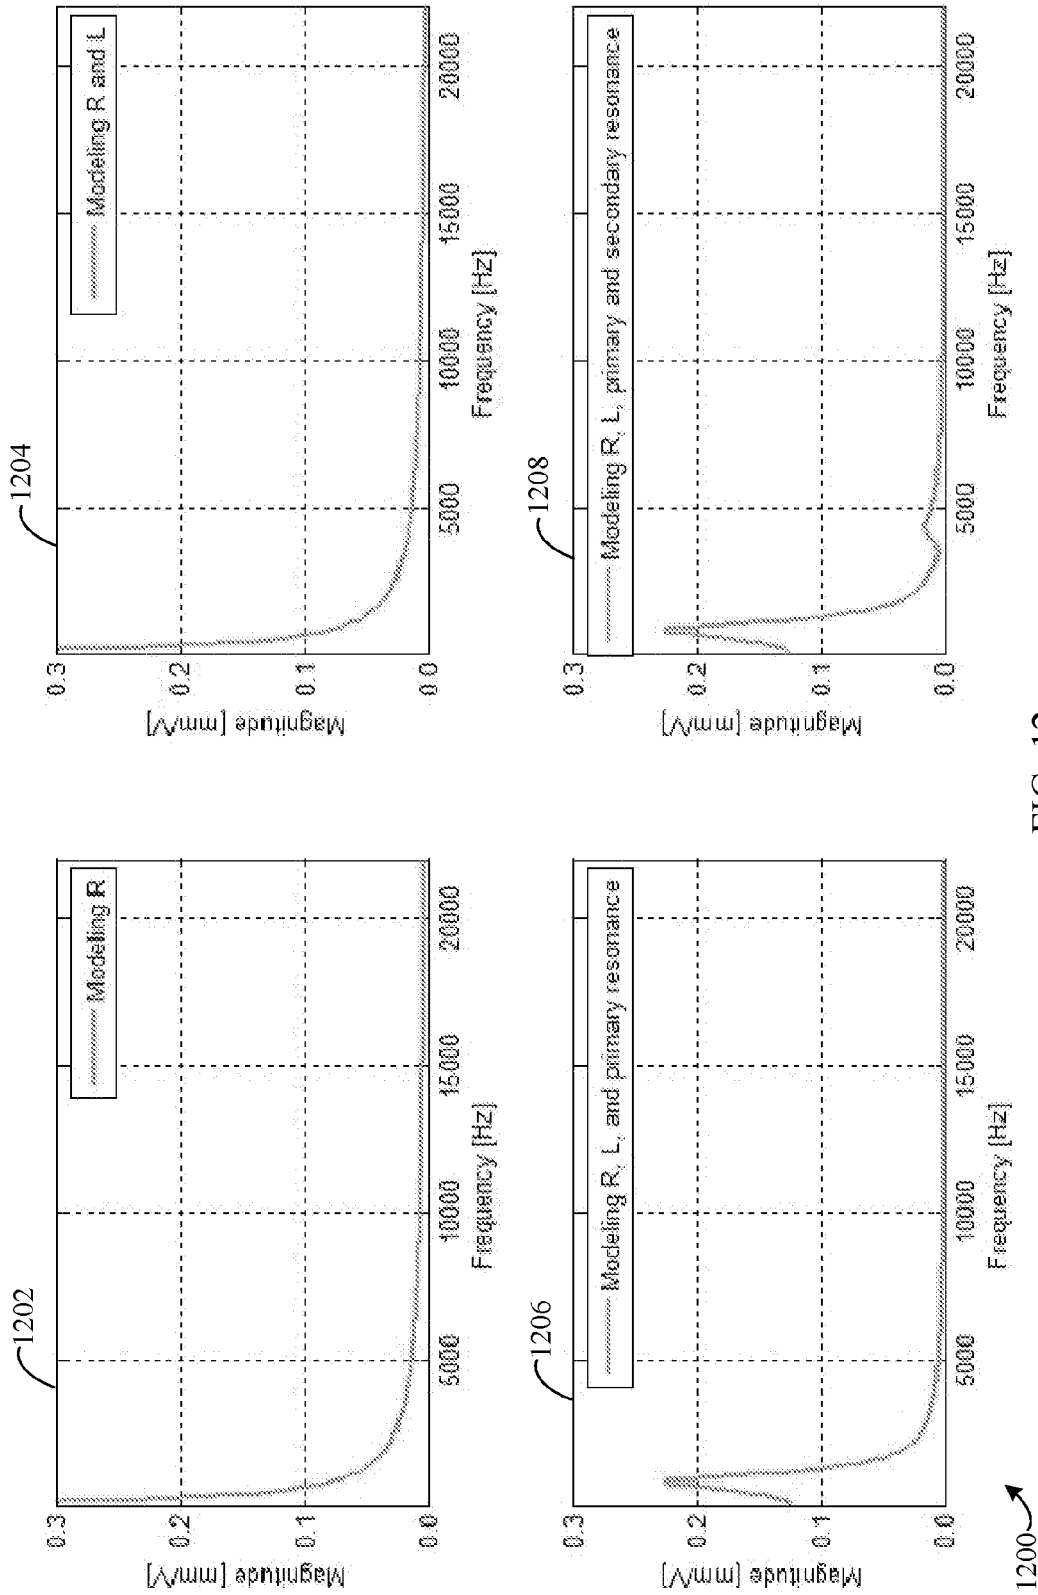 1202
Modeling R
0.3
0.2
0.1
0.0
Magnitude [mm/V]
5000
10000
15000
20000
Frequency [Hz]
1204
Modeling R and L
0.3
0.2
0.1
0.0
Magnitude [mm/V]
5000
10000
15000
20000
Frequency [Hz]
1206
Modeling R, L, and primary resonance
0.3
0.2
0.1
0.0
Magnitude [mm/V]
5000
10000
15000
20000
Frequency [Hz]
1208
Modeling R, L, primary and secondary resonance
0.3
0.2
0.1
0.0
Magnitude [mm/V]
5000
10000
15000
20000
Frequency [Hz]
1200
FIG. 12